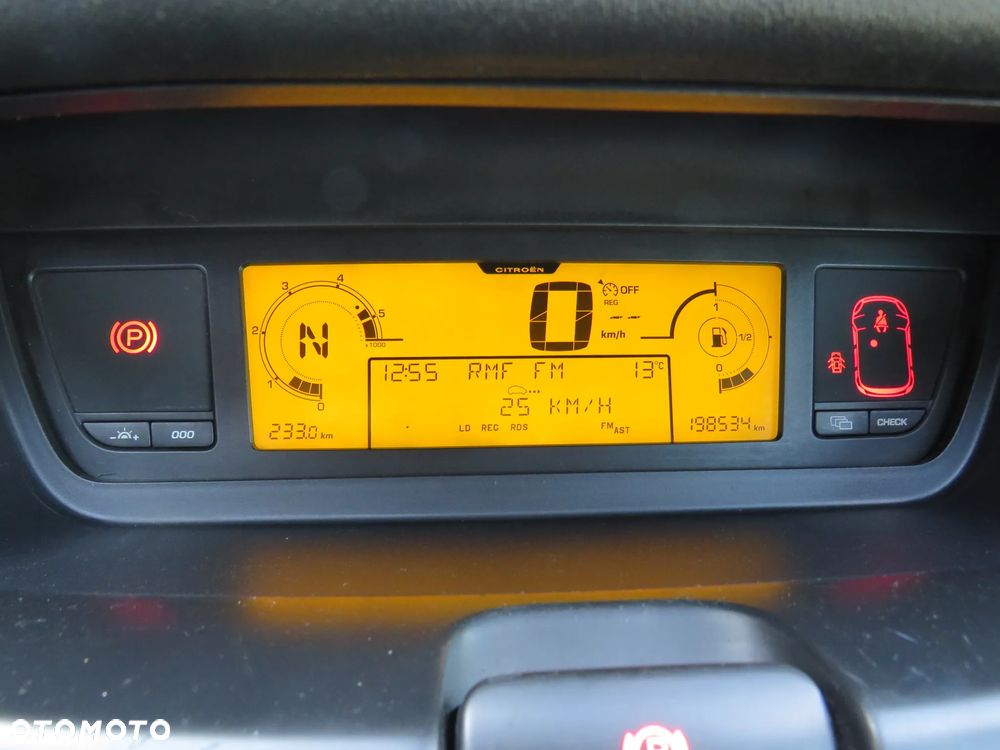 CITROËN
4
3
5
2
x1000
1
0
N
0
OFF
REG
km/h
1
1/2
0
P
12:55 RMF FM 13°C
25 KM/H
LD REG RDS FM AST
233.0 km
198534 km
- +
000
CHECK
P
OTOMOTO